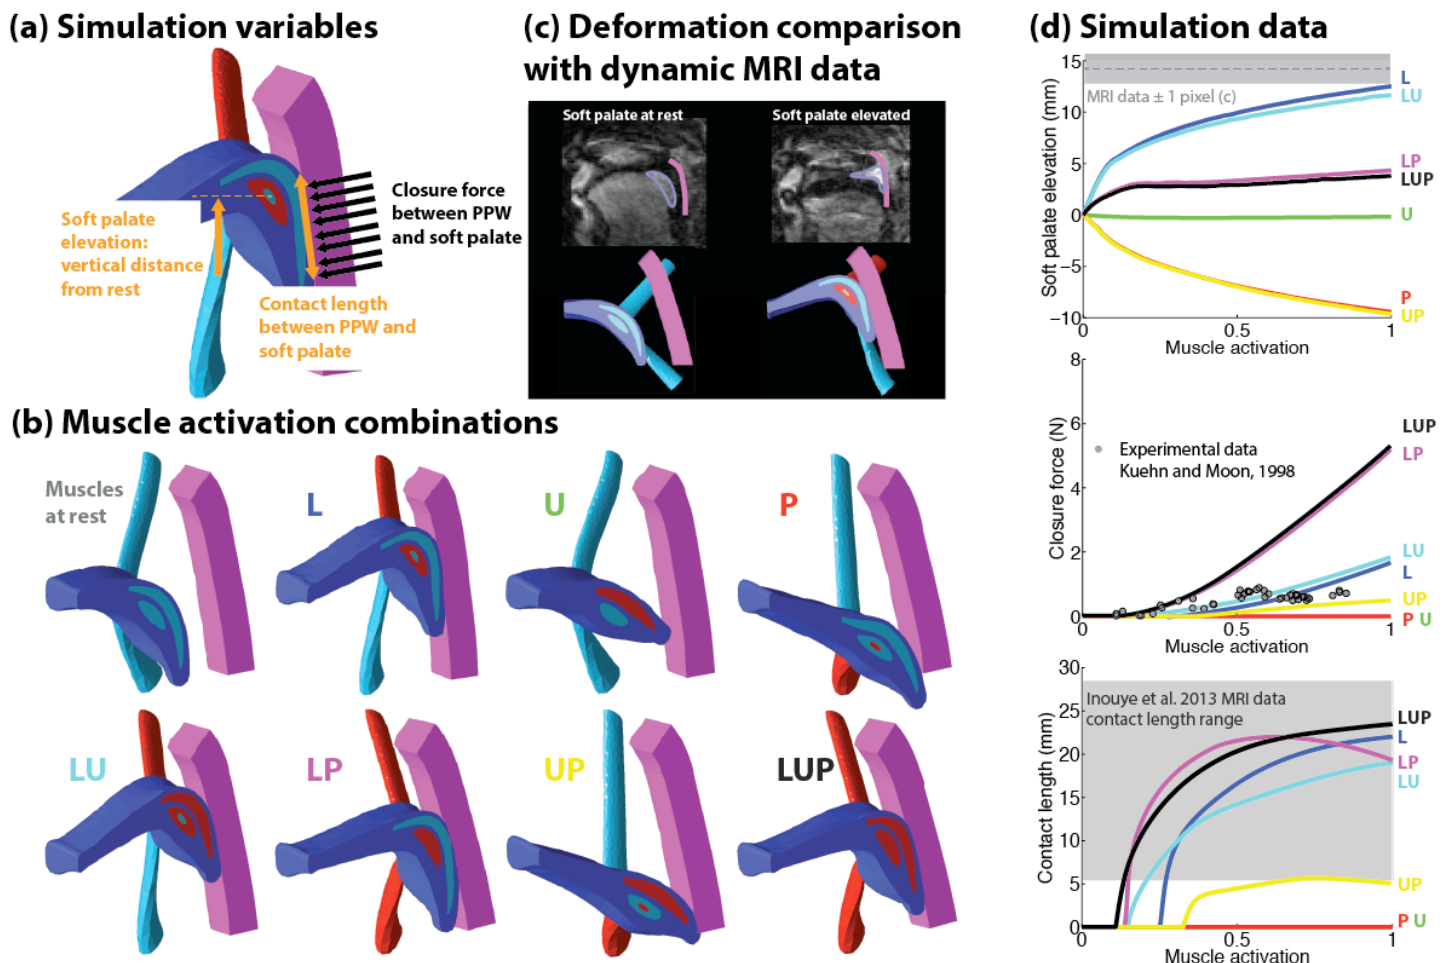 (a) Simulation variables
Soft palate
elevation:
vertical distance
from rest
Closure force
between PPW
and soft palate
Contact length
between PPW and
soft palate
(c) Deformation comparison
with dynamic MRI data
Soft palate at rest
Soft palate elevated
(b) Muscle activation combinations
Muscles
at rest
L
U
P
LU
LP
UP
LUP
(d) Simulation data
Soft palate elevation (mm)
15
10
5
0
−5
−10
MRI data ± 1 pixel (c)
L
LU
LP
LUP
U
P
UP
0
0.5
1
Muscle activation
Closure force (N)
8
6
4
2
0
Experimental data
Kuehn and Moon, 1998
LUP
LP
LU
L
UP
P U
0
0.5
1
Muscle activation
Contact length (mm)
30
25
20
15
10
5
0
Inouye et al. 2013 MRI data
contact length range
LUP
L
LP
LU
UP
P U
0
0.5
1
Muscle activation